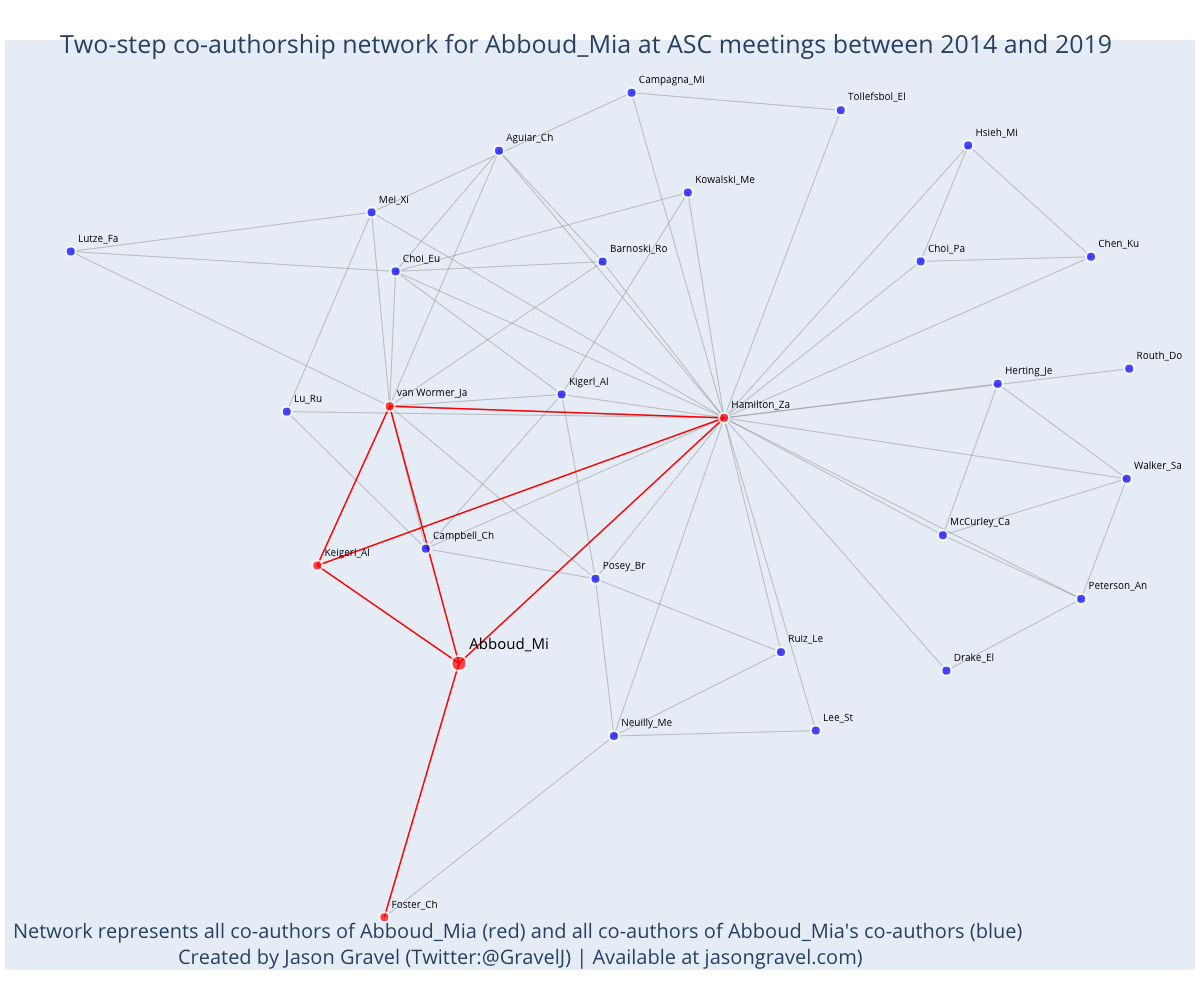 Two-step co-authorship network for Abboud_Mia at ASC meetings between 2014 and 2019
Campagna_Mi
Tollefsbol_El
Aguiar_Ch
Hsieh_Mi
Kowalski_Me
Mei_Xi
Lutze_Fa
Choi_Eu
Barnoski_Ro
Choi_Pa
Chen_Ku
Routh_Do
Herting_Je
Kigerl_Al
van Wormer_Ja
Lu_Ru
Hamilton_Za
Walker_Sa
McCurley_Ca
Campbell_Ch
Keigerl_Al
Posey_Br
Peterson_An
Abboud_Mi
Ruiz_Le
Drake_El
Neuilly_Me
Lee_St
Foster_Ch
Network represents all co-authors of Abboud_Mia (red) and all co-authors of Abboud_Mia's co-authors (blue)
Created by Jason Gravel (Twitter:@GravelJ) | Available at jasongravel.com)